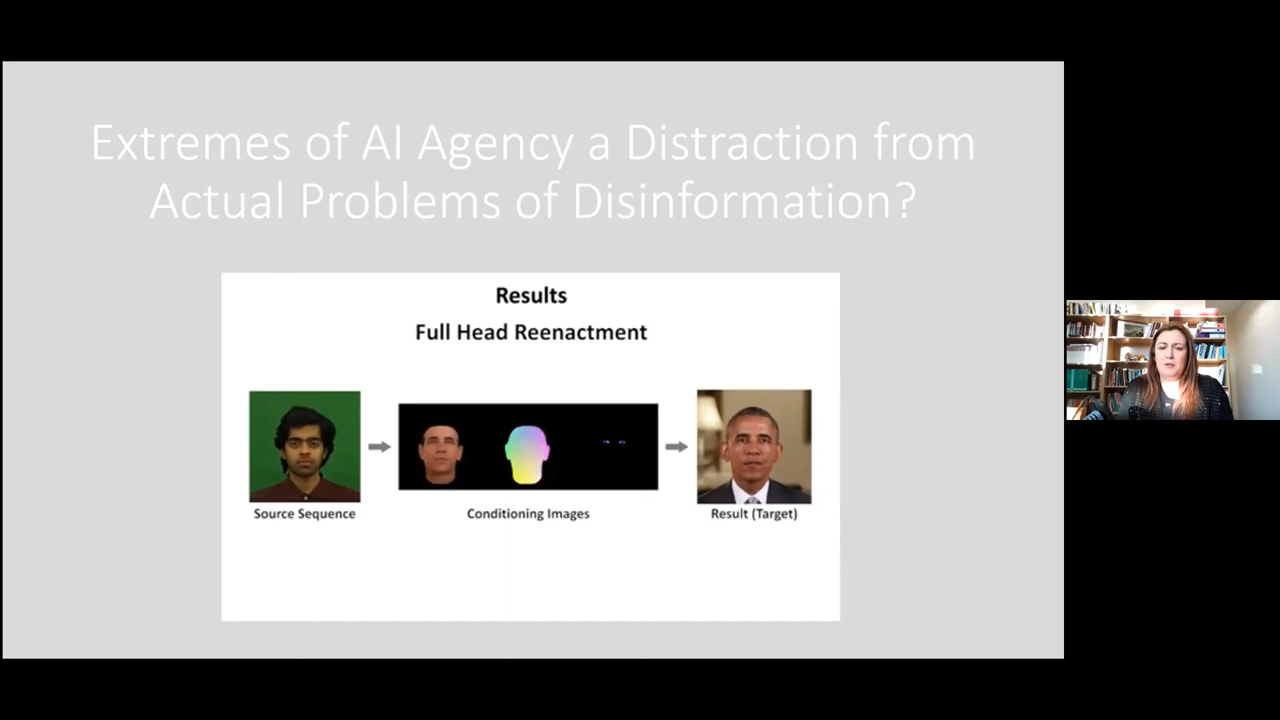 Extremes of AI Agency a Distraction from
Actual Problems of Disinformation?
Results
Full Head Reenactment
Source Sequence
Conditioning Images
Result (Target)